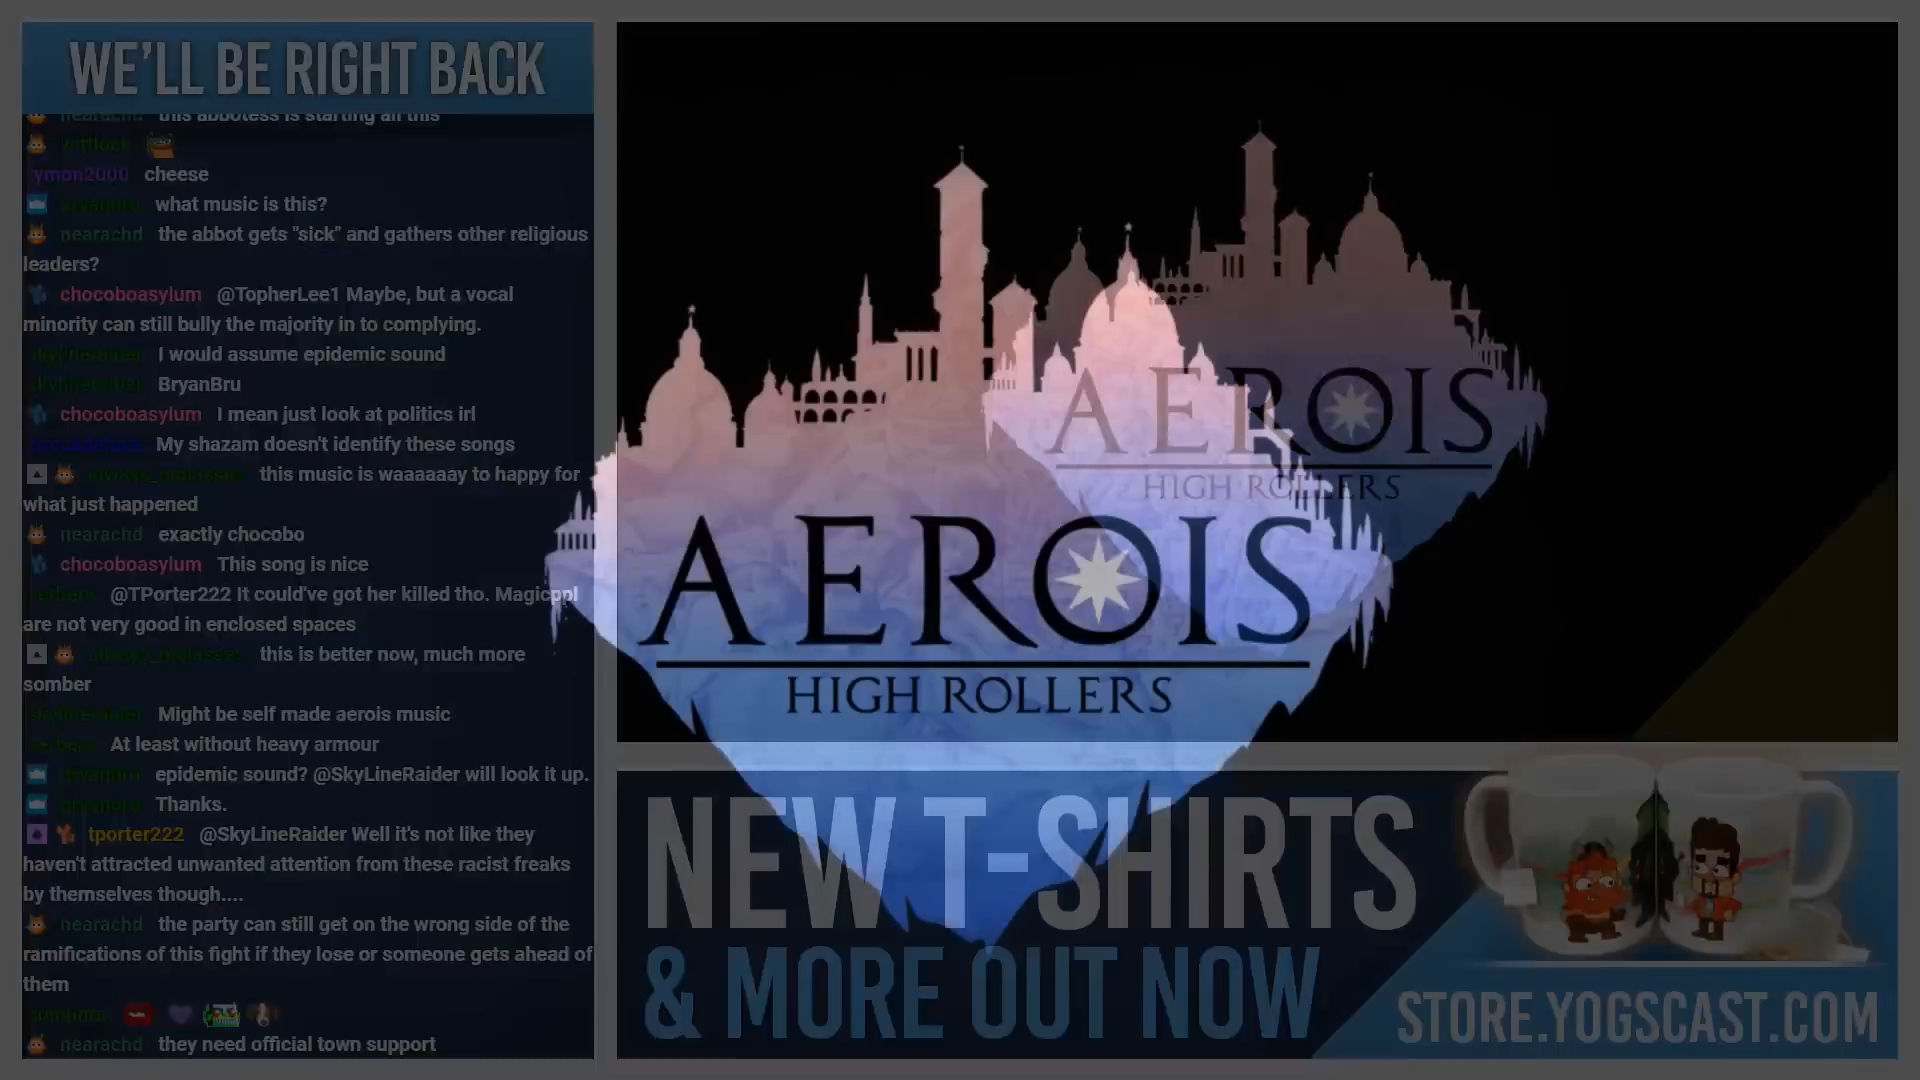 WE'LL BE RIGHT BACK
nearachd this abbotess is starting all this
ymon2000 cheese
what music is this?
nearachd the abbot gets "sick" and gathers other religious
leaders?
chocoboasylum @TopherLee1 Maybe, but a vocal
minority can still bully the majority in to complying.
I would assume epidemic sound
BryanBru
chocoboasylum I mean just look at politics irl
My shazam doesn't identify these songs
this music is waaaaaay to happy for
what just happened
nearachd exactly chocobo
chocoboasylum This song is nice
@TPorter222 It could've got her killed tho. Magicppl
are not very good in enclosed spaces
this is better now, much more
somber
Might be self made aerois music
At least without heavy armour
epidemic sound? @SkyLineRaider will look it up.
Thanks.
tporter222 @SkyLineRaider Well it's not like they
haven't attracted unwanted attention from these racist freaks
by themselves though....
nearachd the party can still get on the wrong side of the
ramifications of this fight if they lose or someone gets ahead of
them
nearachd they need official town support
AEROIS
HIGH ROLLERS
AEROIS
HIGH ROLLERS
NEW T-SHIRTS
& MORE OUT NOW
STORE.YOGSCAST.COM